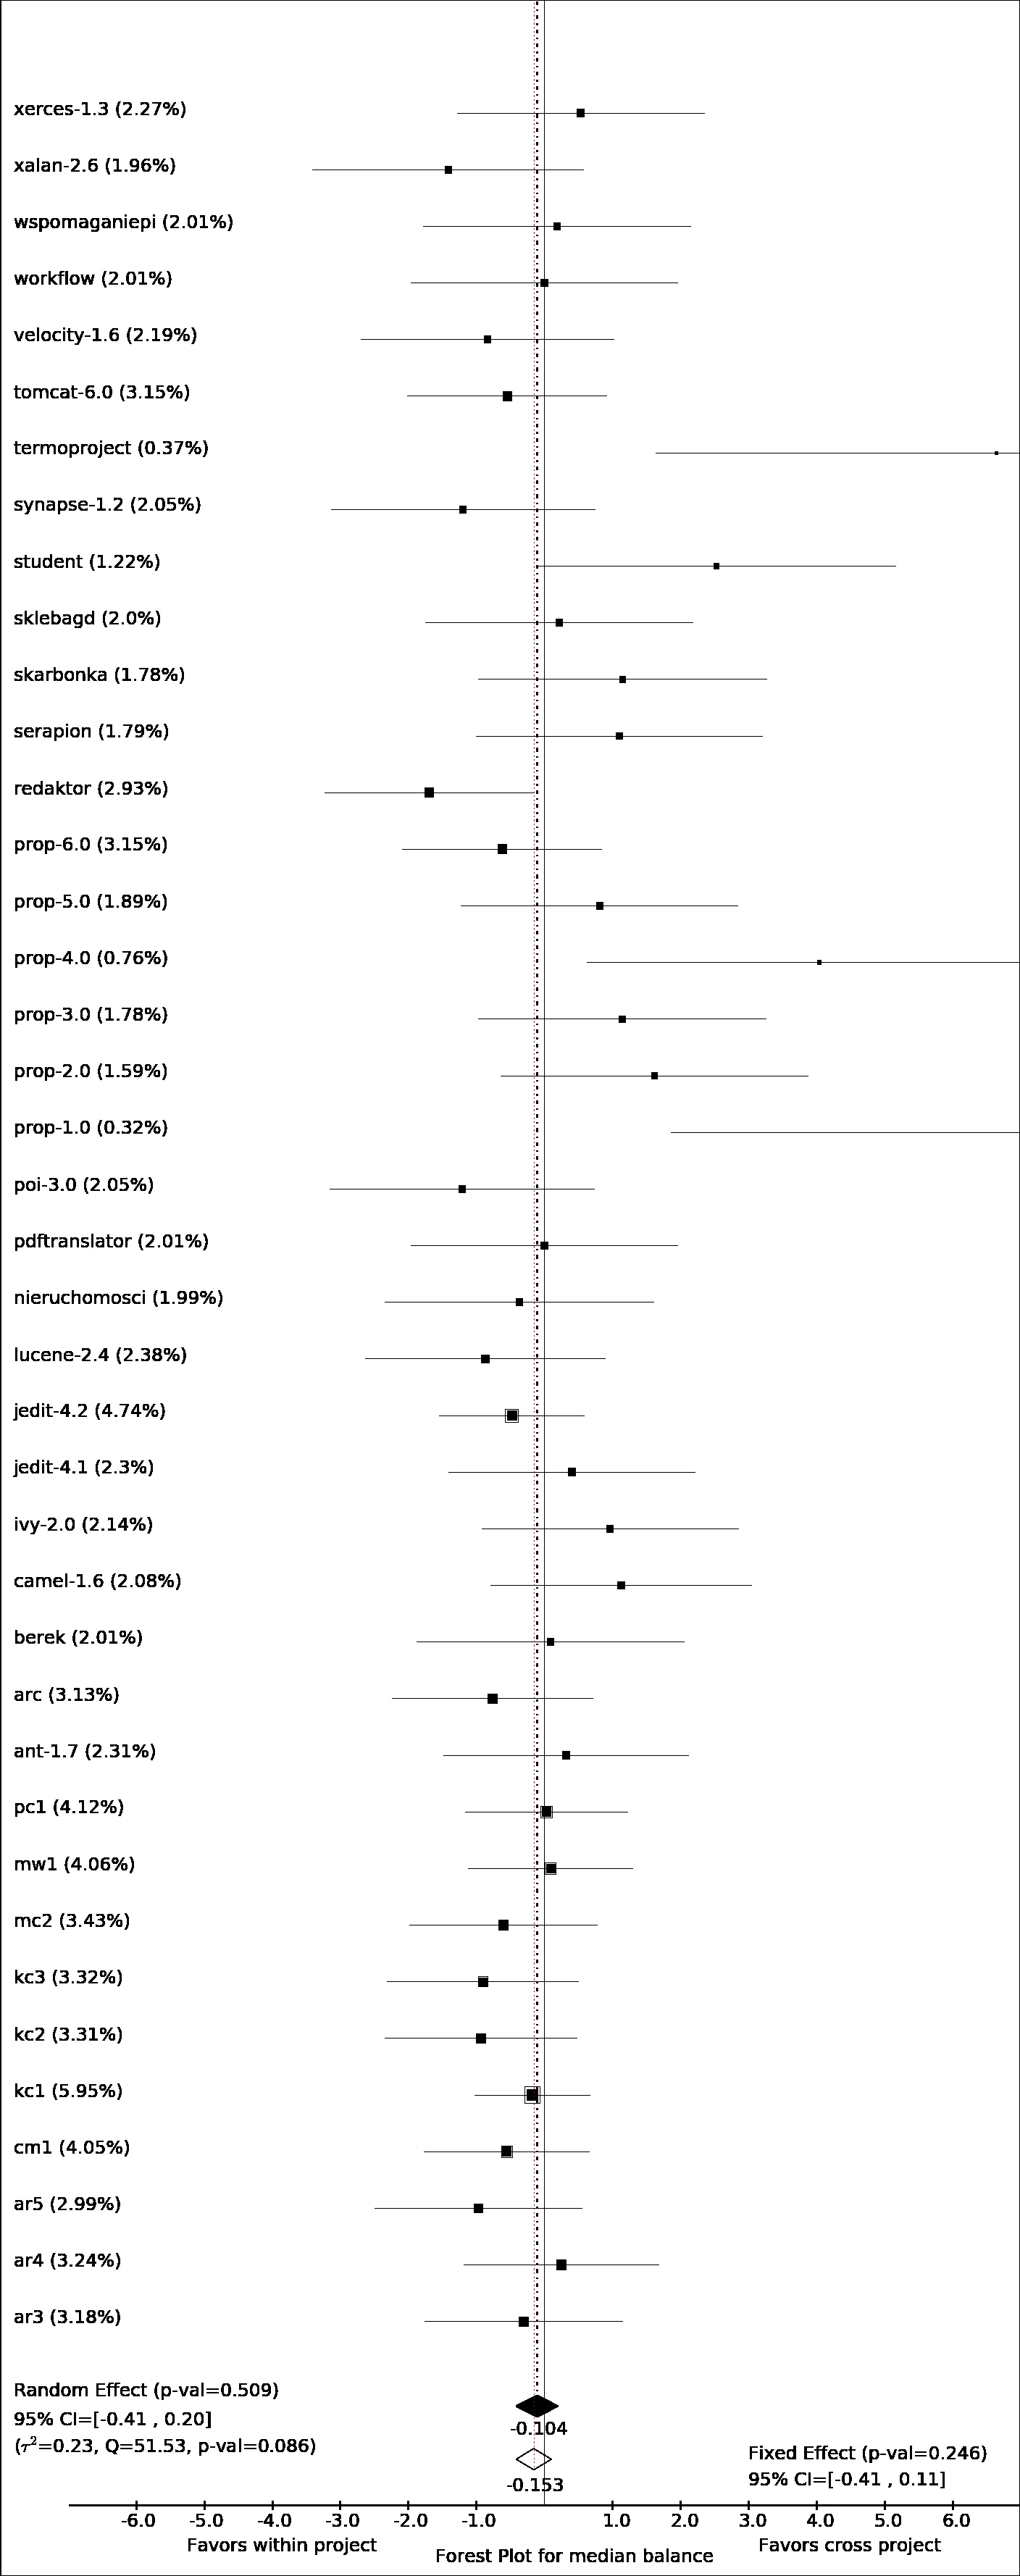 xerces-1.3 (2.27%)
xalan-2.6 (1.96%)
wspomaganiepi (2.01%)
workflow (2.01%)
velocity-1.6 (2.19%)
tomcat-6.0 (3.15%)
termoproject (0.37%)
synapse-1.2 (2.05%)
student (1.22%)
sklebagd (2.0%)
skarbonka (1.78%)
serapion (1.79%)
redaktor (2.93%)
prop-6.0 (3.15%)
prop-5.0 (1.89%)
prop-4.0 (0.76%)
prop-3.0 (1.78%)
prop-2.0 (1.59%)
prop-1.0 (0.32%)
poi-3.0 (2.05%)
pdftranslator (2.01%)
nieruchomosci (1.99%)
lucene-2.4 (2.38%)
jedit-4.2 (4.74%)
jedit-4.1 (2.3%)
ivy-2.0 (2.14%)
camel-1.6 (2.08%)
berek (2.01%)
arc (3.13%)
ant-1.7 (2.31%)
pc1 (4.12%)
mw1 (4.06%)
mc2 (3.43%)
kc3 (3.32%)
kc2 (3.31%)
kc1 (5.95%)
cm1 (4.05%)
ar5 (2.99%)
ar4 (3.24%)
ar3 (3.18%)
Random Effect (p-val=0.509)
95% CI=[-0.41 , 0.20]
(τ²=0.23, Q=51.53, p-val=0.086)
-0.104
-0.153
Fixed Effect (p-val=0.246)
95% CI=[-0.41 , 0.11]
-6.0 -5.0 -4.0 -3.0 -2.0 -1.0 1.0 2.0 3.0 4.0 5.0 6.0
Favors within project
Favors cross project
Forest Plot for median balance